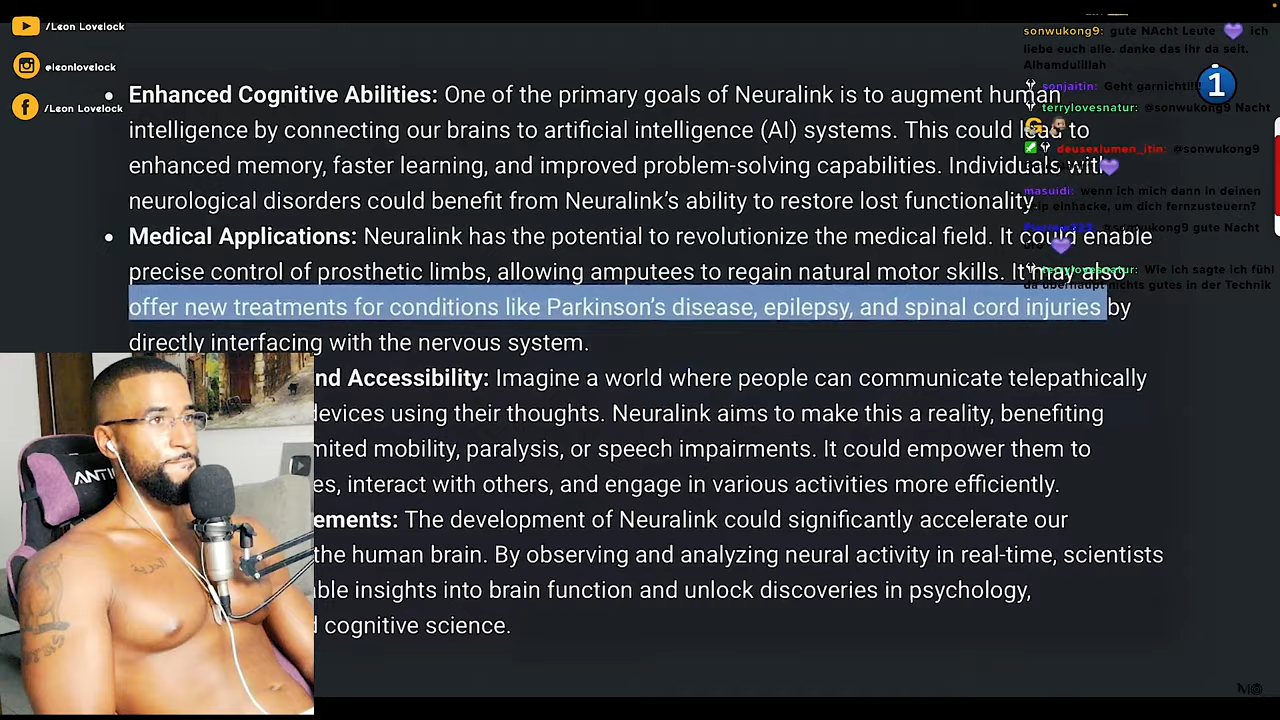 /Leon Lovelock
@leonlovelock
/Leon Lovelock
• Enhanced Cognitive Abilities: One of the primary goals of Neuralink is to augment human
intelligence by connecting our brains to artificial intelligence (AI) systems. This could lead to
enhanced memory, faster learning, and improved problem-solving capabilities. Individuals with
neurological disorders could benefit from Neuralink’s ability to restore lost functionality.
• Medical Applications: Neuralink has the potential to revolutionize the medical field. It could enable
precise control of prosthetic limbs, allowing amputees to regain natural motor skills. It may also
offer new treatments for conditions like Parkinson’s disease, epilepsy, and spinal cord injuries by
directly interfacing with the nervous system.
nd Accessibility: Imagine a world where people can communicate telepathically
devices using their thoughts. Neuralink aims to make this a reality, benefiting
mited mobility, paralysis, or speech impairments. It could empower them to
es, interact with others, and engage in various activities more efficiently.
ements: The development of Neuralink could significantly accelerate our
the human brain. By observing and analyzing neural activity in real-time, scientists
able insights into brain function and unlock discoveries in psychology,
d cognitive science.
sonwukong9: gute NAcht Leute ich
liebe euch alle. danke das ihr da seit.
Alhamdulillah
sonjaitin: Geht garnicht!!!
1
terrylovesnatur: @sonwukong9 Nacht
G
deusexlumen_itin: @sonwukong9
masuidi: wenn ich mich dann in deinen
einhacke, um dich fernzusteuern?
@sonwukong9 gute Nacht
terrylovesnatur: Wie ich sagte ich fühl
da überhaupt nichts gutes in der Technik
ANTI